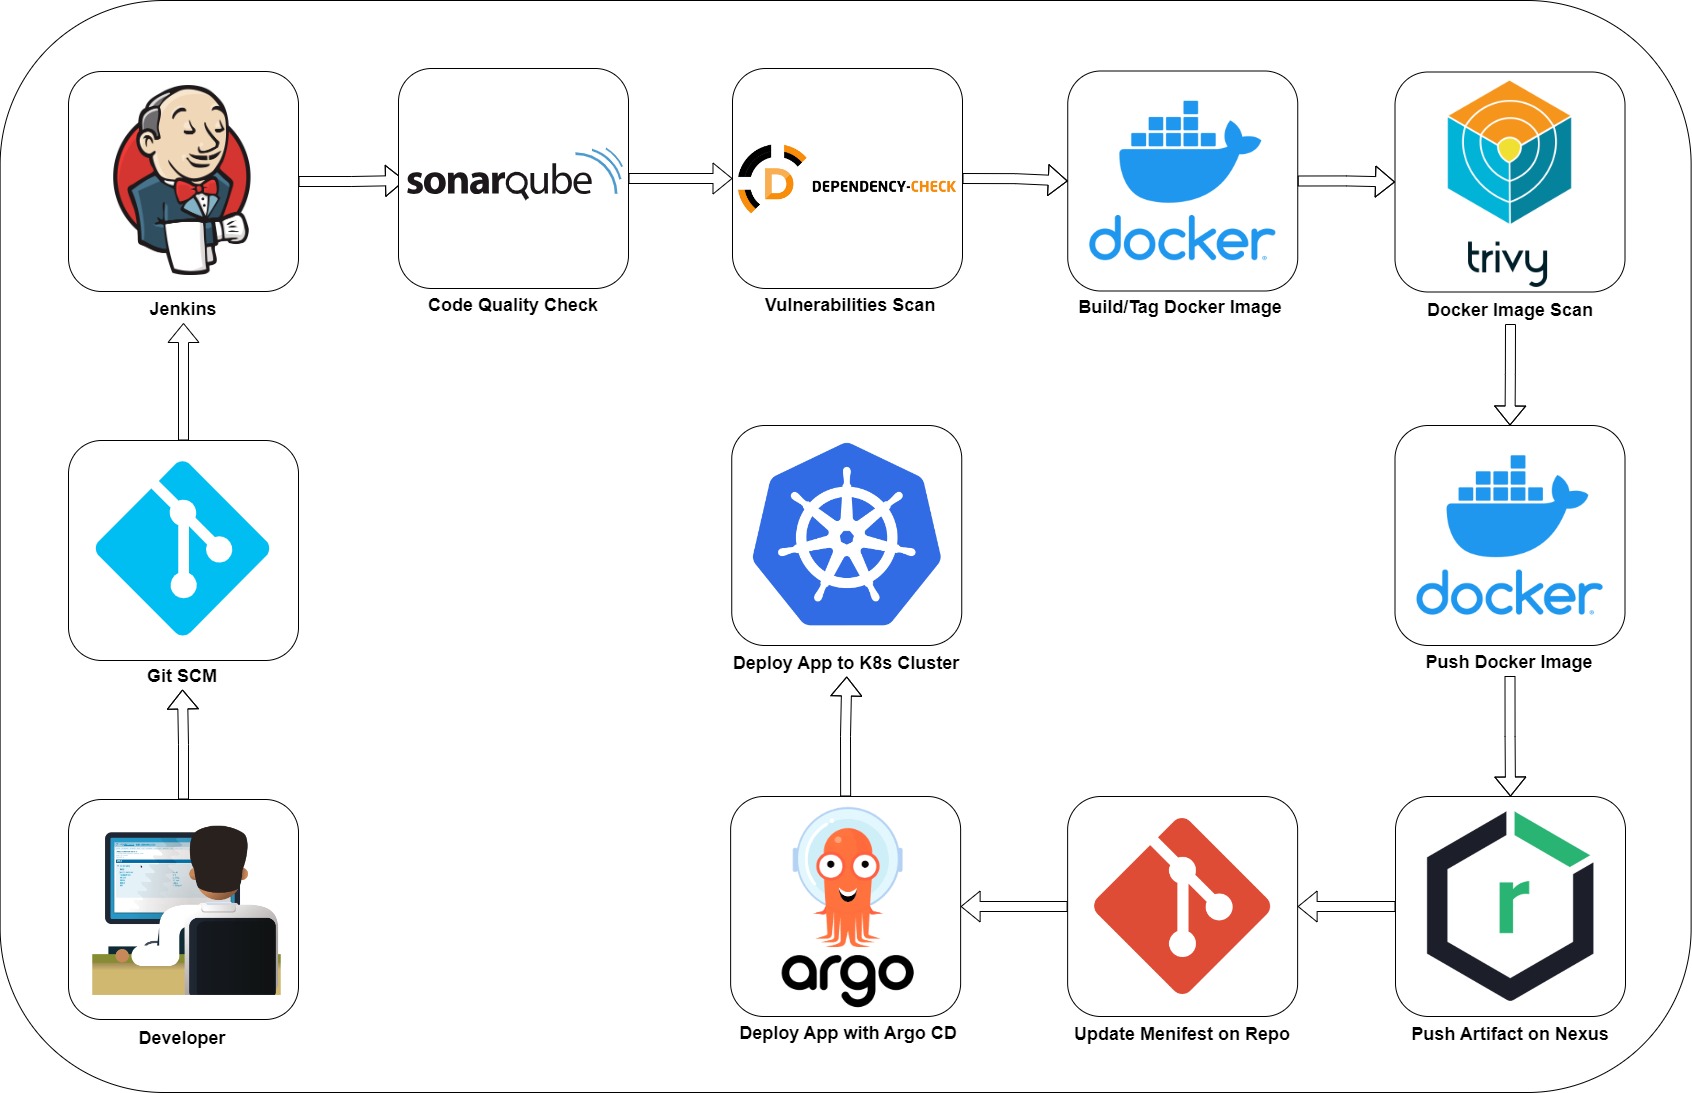 sonarqube
D DEPENDENCY-CHECK
docker
trivy
Jenkins
Code Quality Check
Vulnerabilities Scan
Build/Tag Docker Image
Docker Image Scan
docker
Git SCM
Deploy App to K8s Cluster
Push Docker Image
r
argo
Developer
Deploy App with Argo CD
Update Menifest on Repo
Push Artifact on Nexus